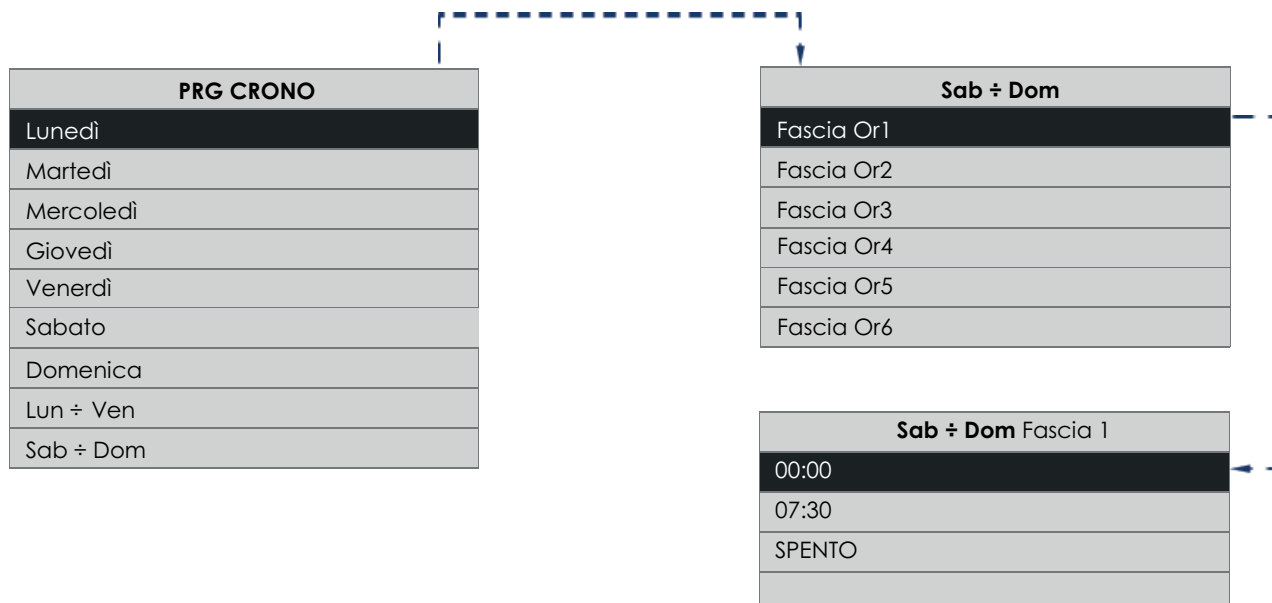 PRG CRONO
Lunedì
Martedì
Mercoledì
Giovedì
Venerdì
Sabato
Domenica
Lun ÷ Ven
Sab ÷ Dom
Sab ÷ Dom
Fascia Or1
Fascia Or2
Fascia Or3
Fascia Or4
Fascia Or5
Fascia Or6
Sab ÷ Dom Fascia 1
00:00
07:30
SPENTO